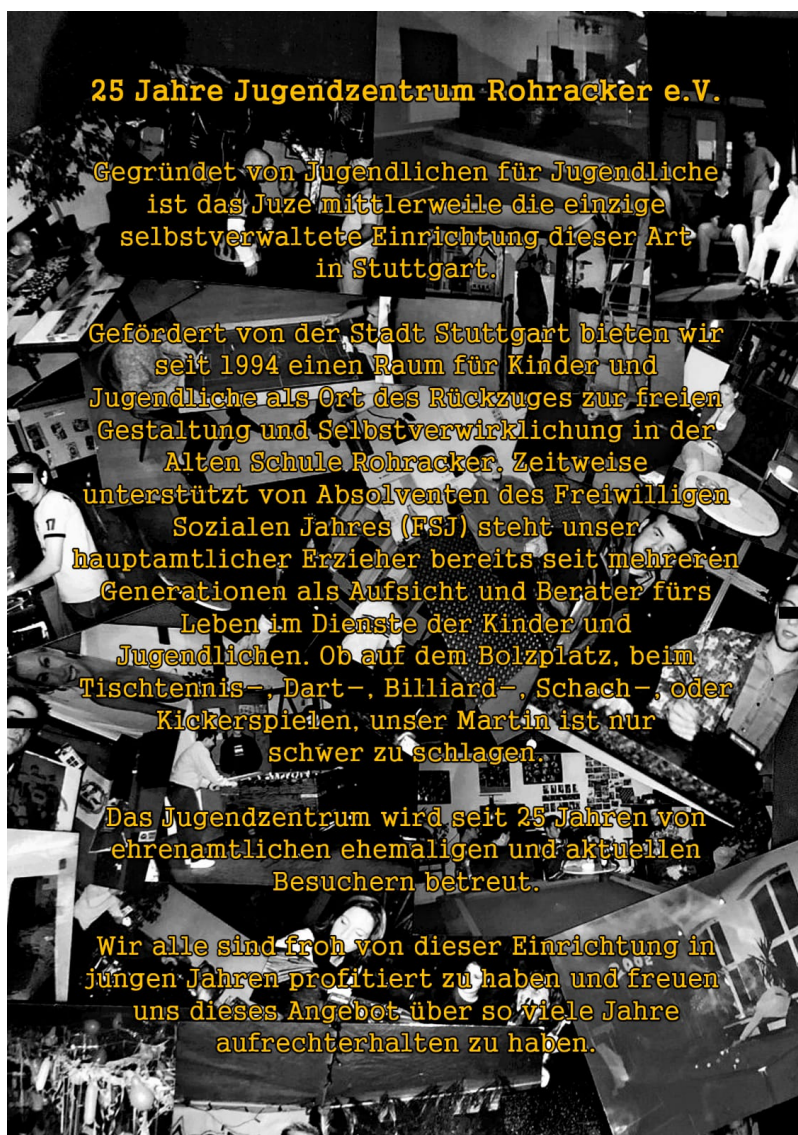 25 Jahre Jugendzentrum Rohracker e.V.
Gegründet von Jugendlichen für Jugendliche
ist das Juze mittlerweile die einzige
selbstverwaltete Einrichtung dieser Art
in Stuttgart.
Gefördert von der Stadt Stuttgart bieten wir
seit 1994 einen Raum für Kinder und
Jugendliche als Ort des Rückzuges zur freien
Gestaltung und Selbstverwirklichung in der
Alten Schule Rohracker. Zeitweise
unterstützt von Absolventen des Freiwilligen
Sozialen Jahres (FSJ) steht unser
hauptamtlicher Erzieher bereits seit mehreren
Generationen als Aufsicht und Berater fürs
Leben im Dienste der Kinder und
Jugendlichen. Ob auf dem Bolzplatz, beim
Tischtennis-, Dart-, Billiard-, Schach-, oder
Kickerspielen, unser Martin ist nur
schwer zu schlagen.
Das Jugendzentrum wird seit 25 Jahren von
ehrenamtlichen ehemaligen und aktuellen
Besuchern betreut.
Wir alle sind froh von dieser Einrichtung in
jungen Jahren profitiert zu haben und freuen
uns dieses Angebot über so viele Jahre
aufrechterhalten zu haben.